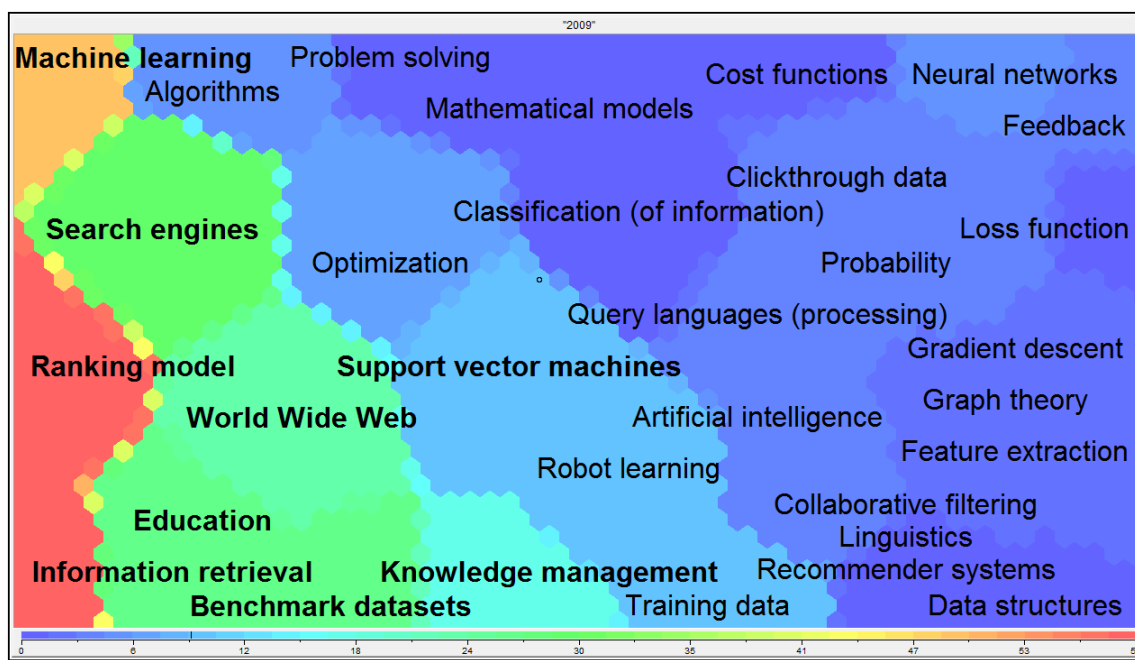 "2009"
Machine learning
Problem solving
Cost functions
Neural networks
Algorithms
Mathematical models
Feedback
Clickthrough data
Search engines
Classification (of information)
Loss function
Optimization
Probability
Query languages (processing)
Ranking model
Support vector machines
Gradient descent
World Wide Web
Artificial intelligence
Graph theory
Robot learning
Feature extraction
Education
Collaborative filtering
Linguistics
Information retrieval
Knowledge management
Recommender systems
Benchmark datasets
Training data
Data structures
0 6 12 18 24 30 35 41 47 53